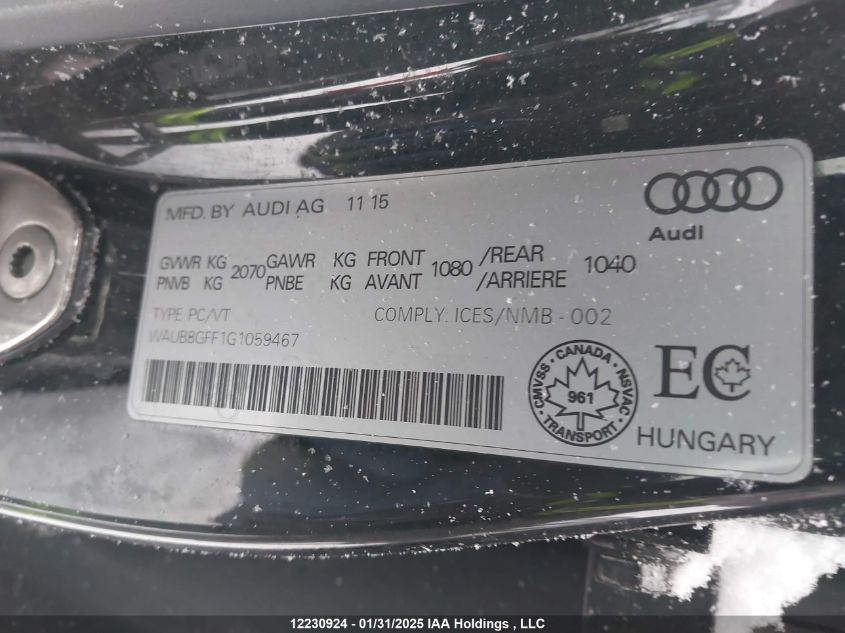 MFD. BY AUDI AG 11 15
Audi
GVWR KG 2070 GAWR KG FRONT 1080 /REAR 1040
PNVB KG PNBE KG AVANT /ARRIERE
TYPE PC/VT COMPLY. ICES/NMB - 002
WAUB8GFF1G1059467
CMVSS · CANADA · NSVAC · TRANSPORT ·
961
EC
HUNGARY
12230924 - 01/31/2025 IAA Holdings , LLC